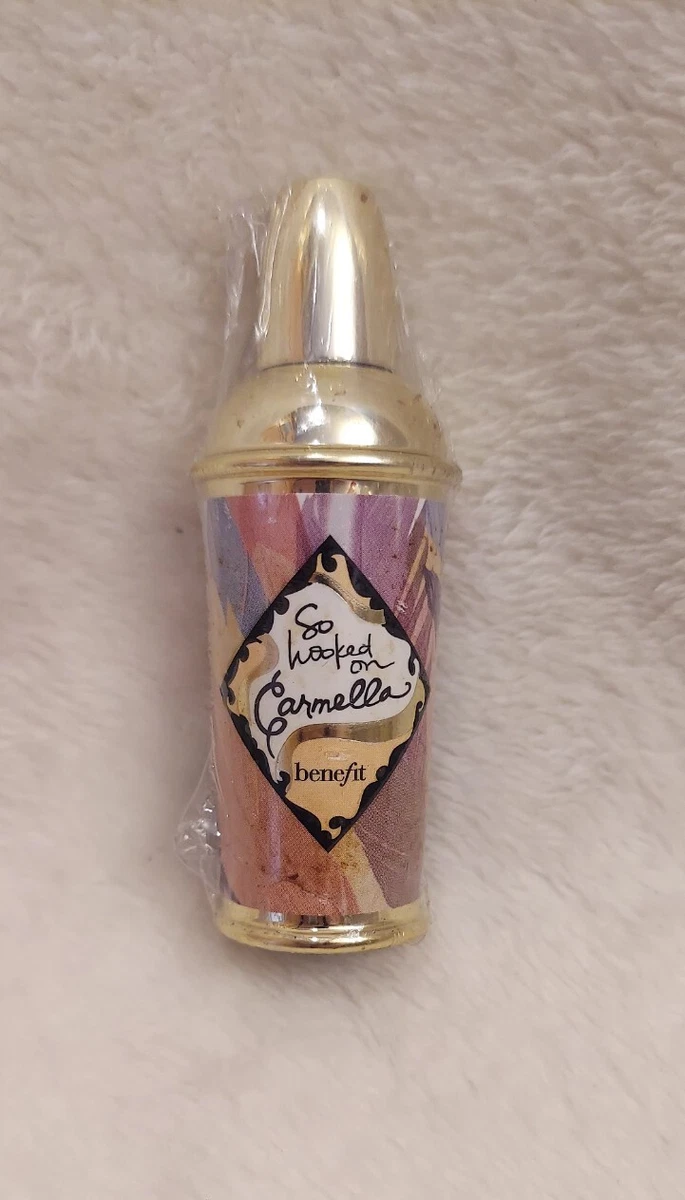 So
hooked
on
Carmella
benefit